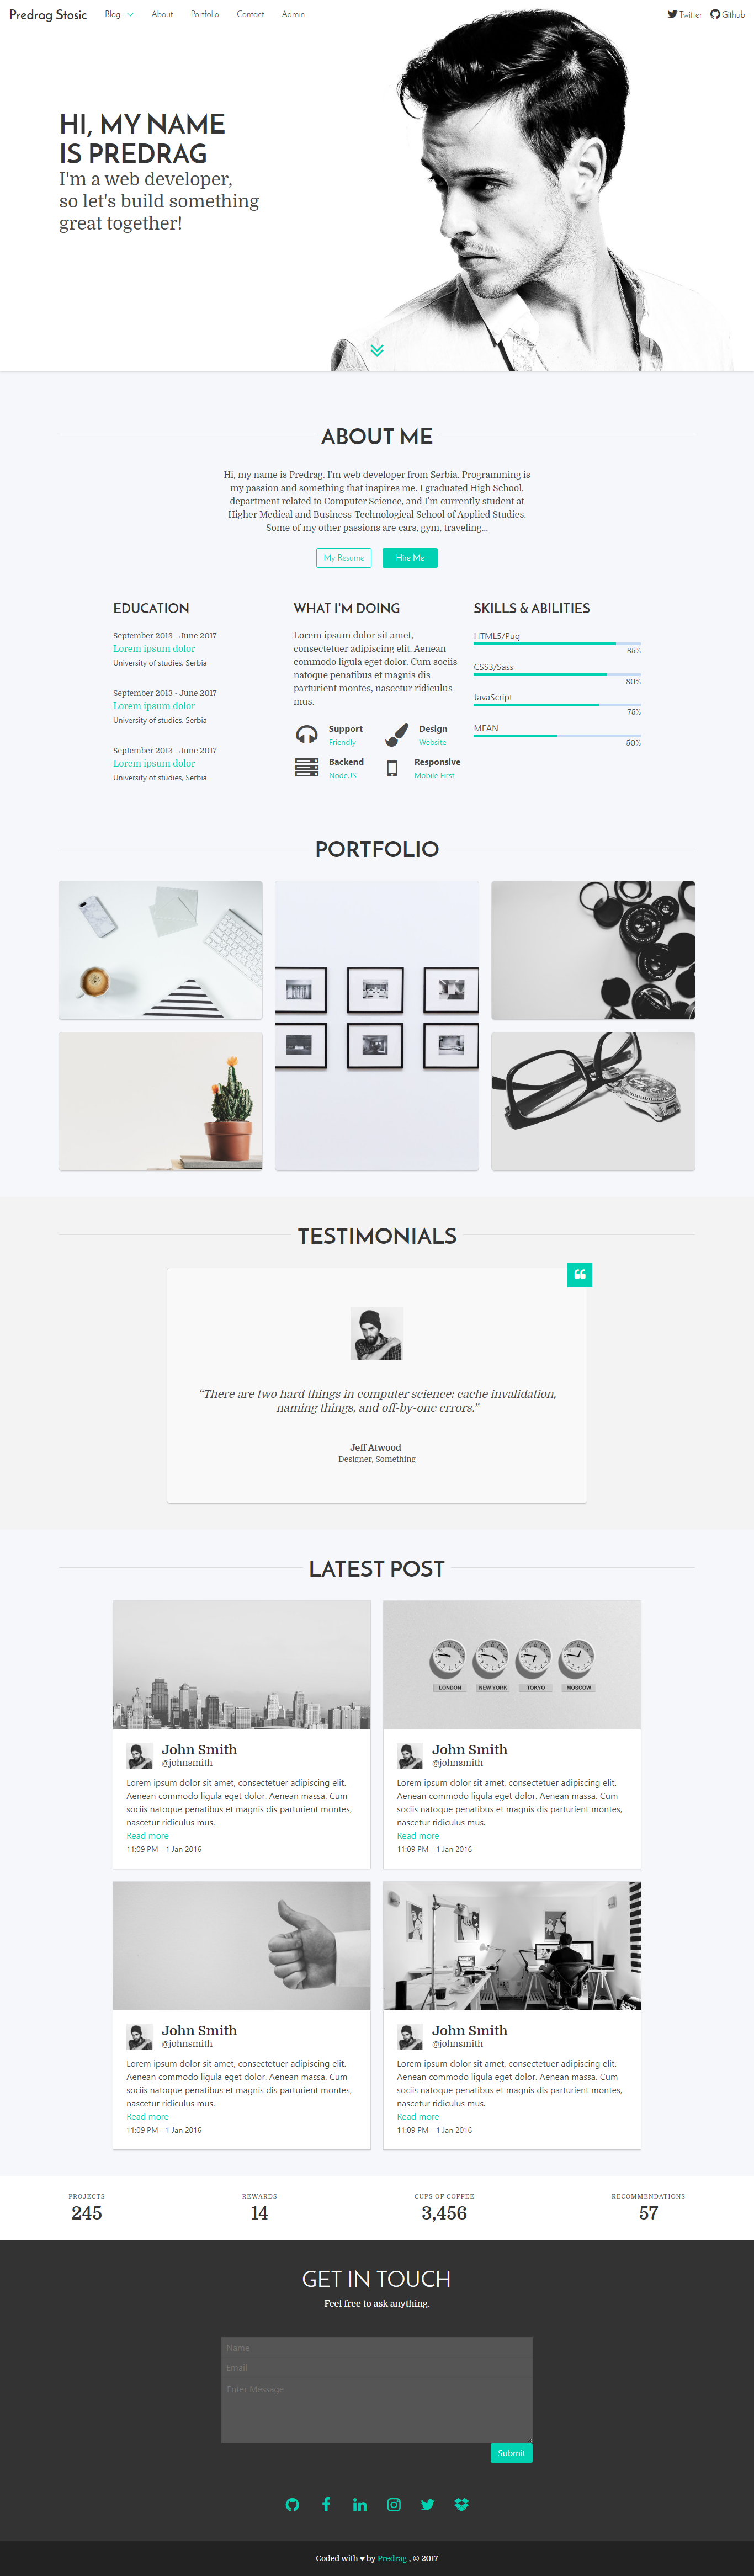 Predrag Stosic Blog About Portfolio Contact Admin Twitter Github
HI, MY NAME
IS PREDRAG
I'm a web developer,
so let's build something
great together!
ABOUT ME
Hi, my name is Predrag. I'm web developer from Serbia. Programming is
my passion and something that inspires me. I graduated High School,
department related to Computer Science, and I'm currently student at
Higher Medical and Business-Technological School of Applied Studies.
Some of my other passions are cars, gym, traveling...
My Resume Hire Me
EDUCATION
September 2013 - June 2017
Lorem ipsum dolor
University of studies, Serbia
September 2013 - June 2017
Lorem ipsum dolor
University of studies, Serbia
September 2013 - June 2017
Lorem ipsum dolor
University of studies, Serbia
WHAT I'M DOING
Lorem ipsum dolor sit amet,
consectetuer adipiscing elit. Aenean
commodo ligula eget dolor. Cum sociis
natoque penatibus et magnis dis
parturient montes, nascetur ridiculus
mus.
Support
Friendly
Design
Website
Backend
NodeJS
Responsive
Mobile First
SKILLS & ABILITIES
HTML5/Pug
85%
CSS3/Sass
80%
JavaScript
75%
MEAN
50%
PORTFOLIO
TESTIMONIALS
“There are two hard things in computer science: cache invalidation,
naming things, and off-by-one errors.”
Jeff Atwood
Designer, Something
LATEST POST
John Smith
@johnsmith
Lorem ipsum dolor sit amet, consectetuer adipiscing elit.
Aenean commodo ligula eget dolor. Aenean massa. Cum
sociis natoque penatibus et magnis dis parturient montes,
nascetur ridiculus mus.
Read more
11:09 PM - 1 Jan 2016
LONDON NEW YORK TOKYO MOSCOW
John Smith
@johnsmith
Lorem ipsum dolor sit amet, consectetuer adipiscing elit.
Aenean commodo ligula eget dolor. Aenean massa. Cum
sociis natoque penatibus et magnis dis parturient montes,
nascetur ridiculus mus.
Read more
11:09 PM - 1 Jan 2016
John Smith
@johnsmith
Lorem ipsum dolor sit amet, consectetuer adipiscing elit.
Aenean commodo ligula eget dolor. Aenean massa. Cum
sociis natoque penatibus et magnis dis parturient montes,
nascetur ridiculus mus.
Read more
11:09 PM - 1 Jan 2016
John Smith
@johnsmith
Lorem ipsum dolor sit amet, consectetuer adipiscing elit.
Aenean commodo ligula eget dolor. Aenean massa. Cum
sociis natoque penatibus et magnis dis parturient montes,
nascetur ridiculus mus.
Read more
11:09 PM - 1 Jan 2016
PROJECTS
245
REWARDS
14
CUPS OF COFFEE
3,456
RECOMMENDATIONS
57
GET IN TOUCH
Feel free to ask anything.
Name
Email
Enter Message
Submit
Coded with ♥ by Predrag , © 2017